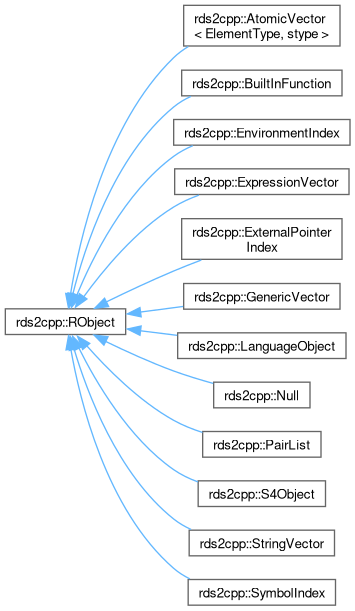 rds2cpp::AtomicVector
< ElementType, stype >
rds2cpp::BuiltInFunction
rds2cpp::EnvironmentIndex
rds2cpp::ExpressionVector
rds2cpp::ExternalPointer
Index
rds2cpp::GenericVector
rds2cpp::RObject
rds2cpp::LanguageObject
rds2cpp::Null
rds2cpp::PairList
rds2cpp::S4Object
rds2cpp::StringVector
rds2cpp::SymbolIndex